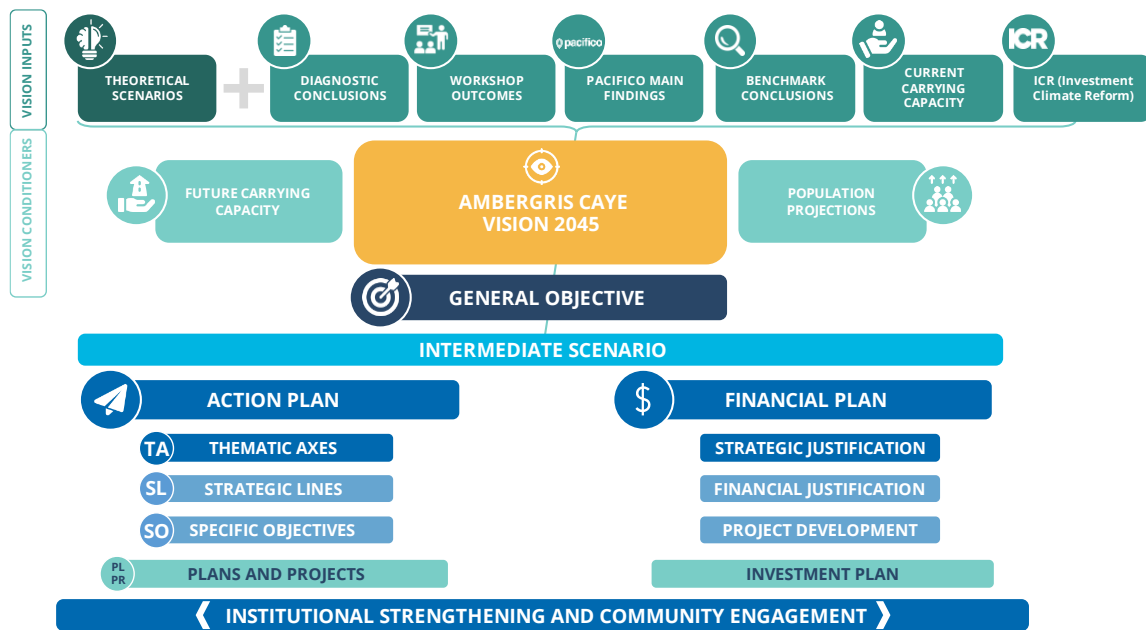 VISION INPUTS
THEORETICAL
SCENARIOS
DIAGNOSTIC
CONCLUSIONS
WORKSHOP
OUTCOMES
pacifico
PACIFICO MAIN
FINDINGS
BENCHMARK
CONCLUSIONS
CURRENT
CARRYING
CAPACITY
ICR
ICR (Investment
Climate Reform)
VISION CONDITIONERS
FUTURE CARRYING
CAPACITY
AMBERGRIS CAYE
VISION 2045
POPULATION
PROJECTIONS
GENERAL OBJECTIVE
INTERMEDIATE SCENARIO
ACTION PLAN
TA THEMATIC AXES
SL STRATEGIC LINES
SO SPECIFIC OBJECTIVES
PL
PR
PLANS AND PROJECTS
$ FINANCIAL PLAN
STRATEGIC JUSTIFICATION
FINANCIAL JUSTIFICATION
PROJECT DEVELOPMENT
INVESTMENT PLAN
INSTITUTIONAL STRENGTHENING AND COMMUNITY ENGAGEMENT